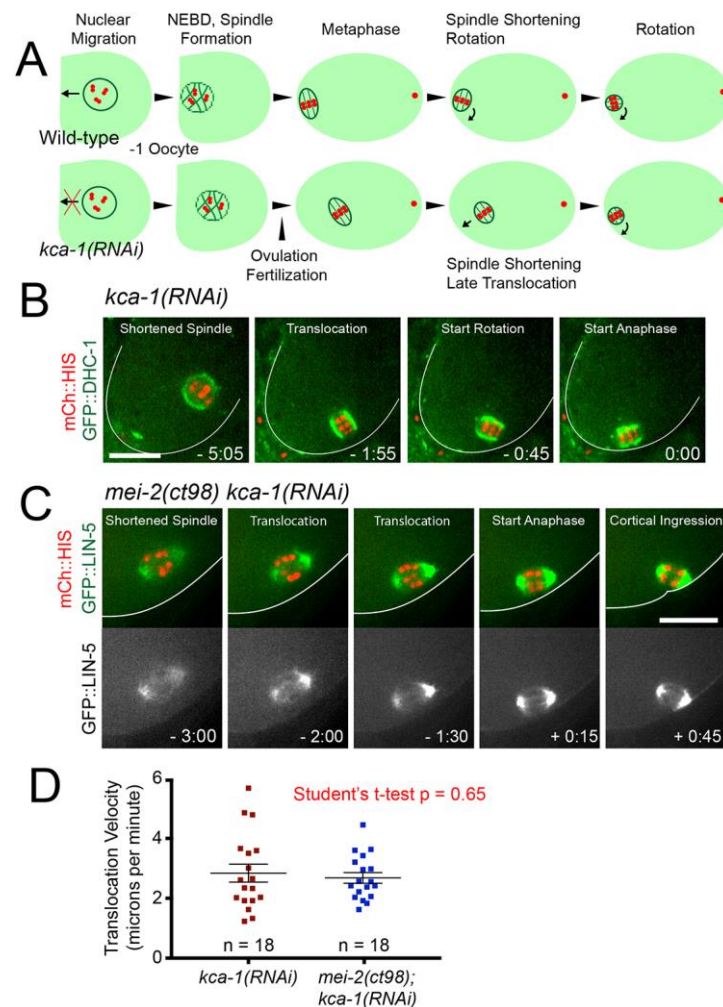 A
Nuclear
Migration
NEBD, Spindle
Formation
Metaphase
Spindle Shortening
Rotation
Rotation
Wild-type
-1 Oocyte
kca-1(RNAi)
Ovulation
Fertilization
Spindle Shortening
Late Translocation
B
kca-1(RNAi)
mCh::HIS
GFP::DHC-1
Shortened Spindle
Translocation
Start Rotation
Start Anaphase
- 5:05
- 1:55
- 0:45
0:00
C
mei-2(ct98) kca-1(RNAi)
mCh::HIS
GFP::LIN-5
Shortened Spindle
Translocation
Translocation
Start Anaphase
Cortical Ingression
GFP::LIN-5
- 3:00
- 2:00
- 1:30
+ 0:15
+ 0:45
D
Translocation Velocity
(microns per minute)
6
4
2
0
Student's t-test p = 0.65
n = 18
n = 18
kca-1(RNAi)
mei-2(ct98);
kca-1(RNAi)